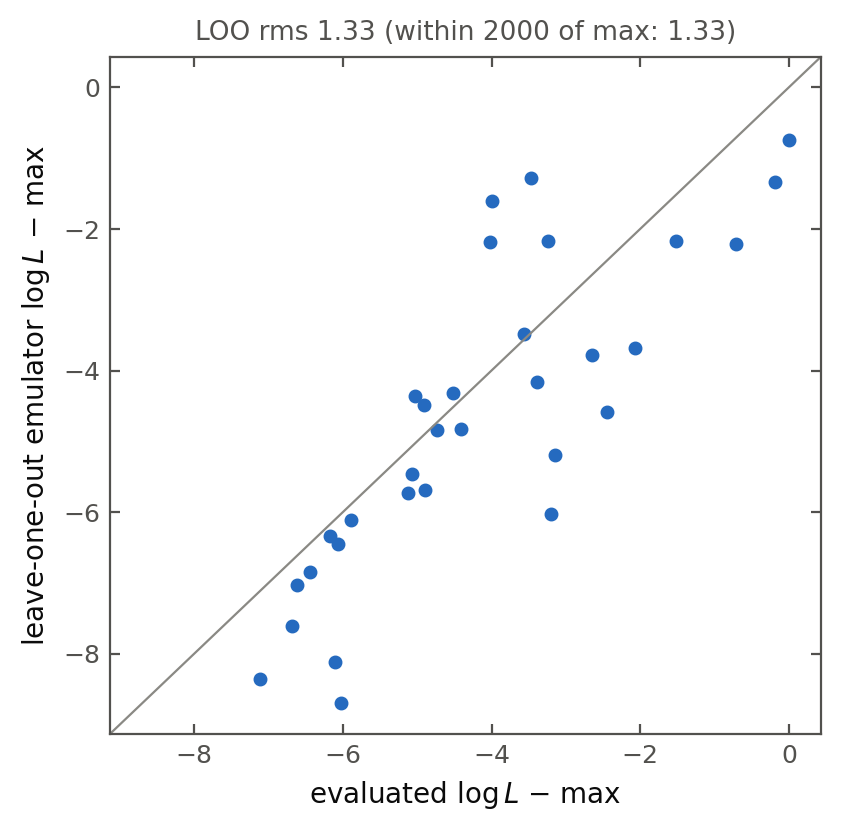 LOO rms 1.33 (within 2000 of max: 1.33)
leave-one-out emulator log L − max
0
−2
−4
−6
−8
−8 −6 −4 −2 0
evaluated log L − max